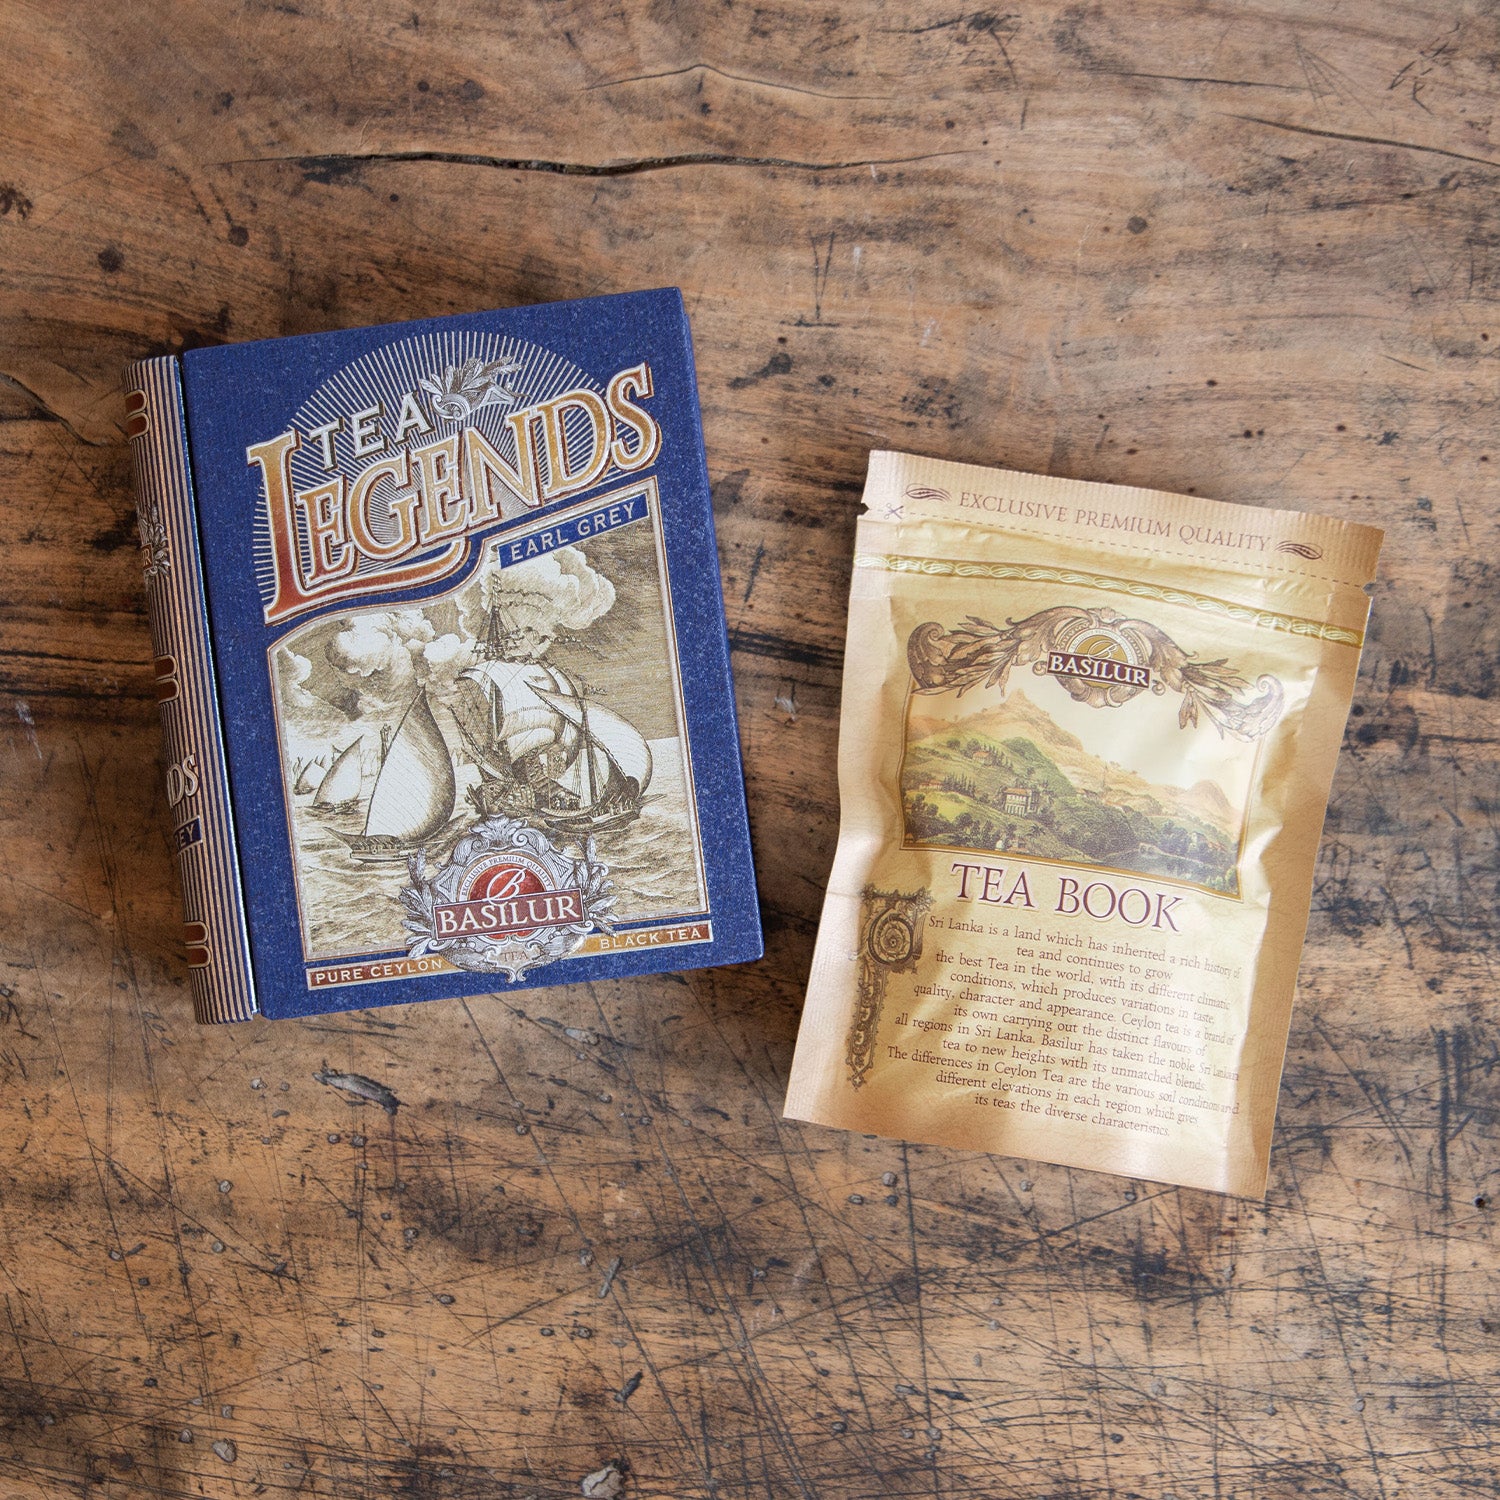 TEA
LEGENDS
EARL GREY
EXCLUSIVE PREMIUM QUALITY
B
BASILUR
TEA
PURE CEYLON
BLACK TEA
EXCLUSIVE PREMIUM QUALITY
B
BASILUR
TEA BOOK
Sri Lanka is a land which has inherited a rich history of
tea and continues to grow
the best Tea in the world, with its different climatic
conditions, which produces variations in taste,
quality, character and appearance. Ceylon tea is a brand of
its own carrying out the distinct flavours of
all regions in Sri Lanka. Basilur has taken the noble Sri Lankan
tea to new heights with its unmatched blends.
The differences in Ceylon Tea are the various soil conditions and
different elevations in each region which gives
its teas the diverse characteristics.